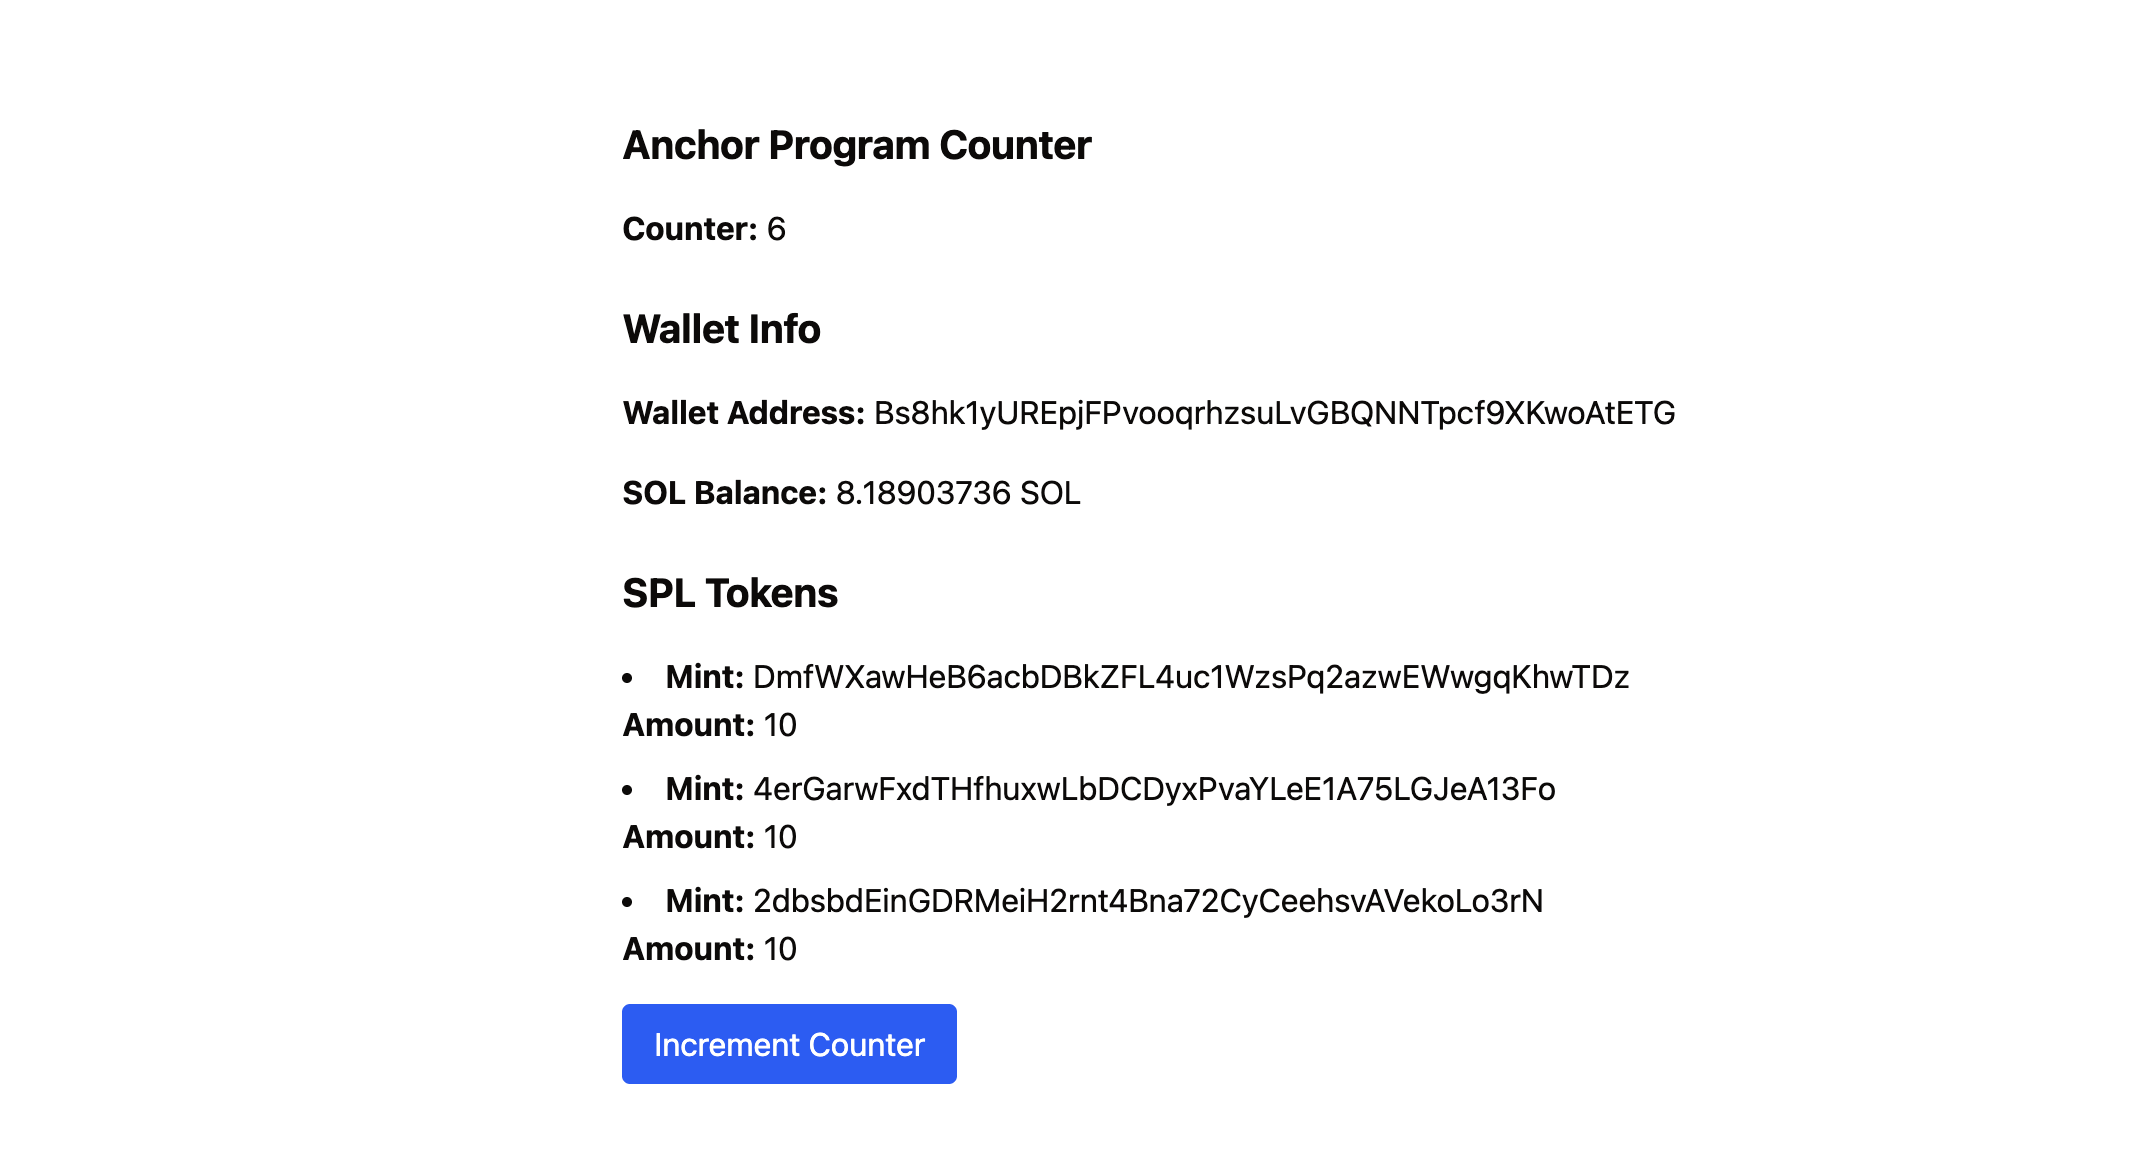 Anchor Program Counter
Counter: 6
Wallet Info
Wallet Address: Bs8hk1yUREpjFPvooqrhzsuLvGBQNNTpcf9XKwoAtETG
SOL Balance: 8.18903736 SOL
SPL Tokens
• Mint: DmfWXawHeB6acbDBkZFL4uc1WzsPq2azwEWwgqKhwTDz
Amount: 10
• Mint: 4erGarwFxdTHfhuxwLbDCDyxPvaYLeE1A75LGJeA13Fo
Amount: 10
• Mint: 2dbsbdEinGDRMeiH2rnt4Bna72CyCeehsvAVekoLo3rN
Amount: 10
Increment Counter